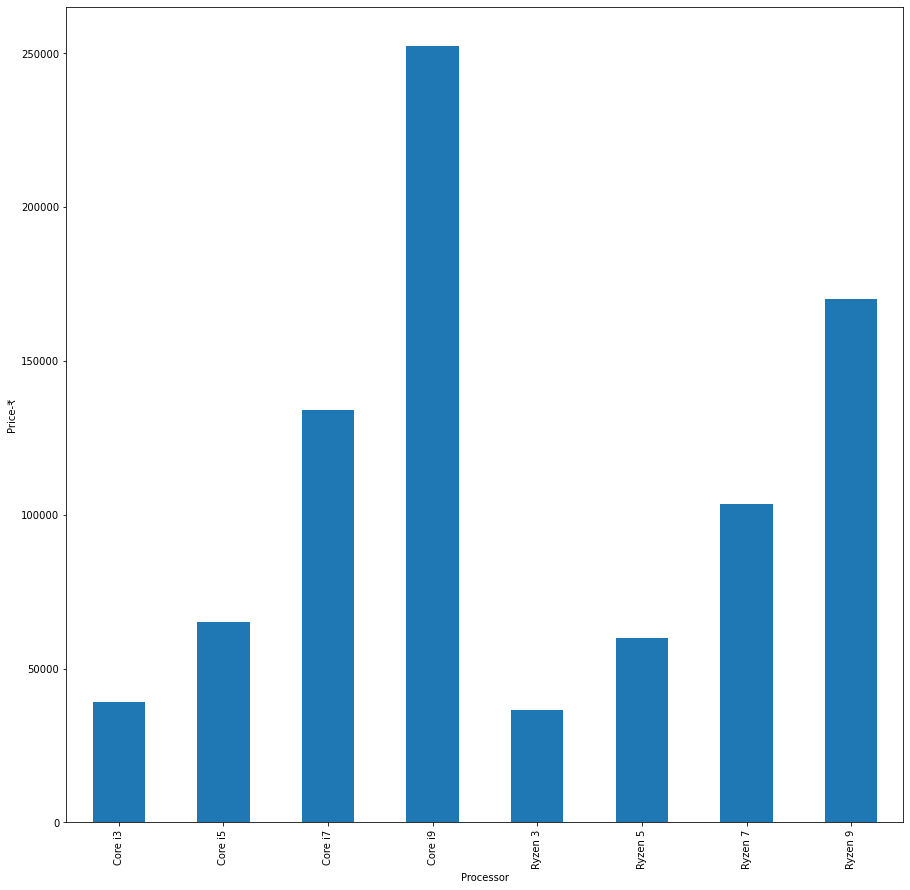 250000
200000
150000
100000
50000
0
Price-₹
Core i3
Core i5
Core i7
Core i9
Ryzen 3
Ryzen 5
Ryzen 7
Ryzen 9
Processor